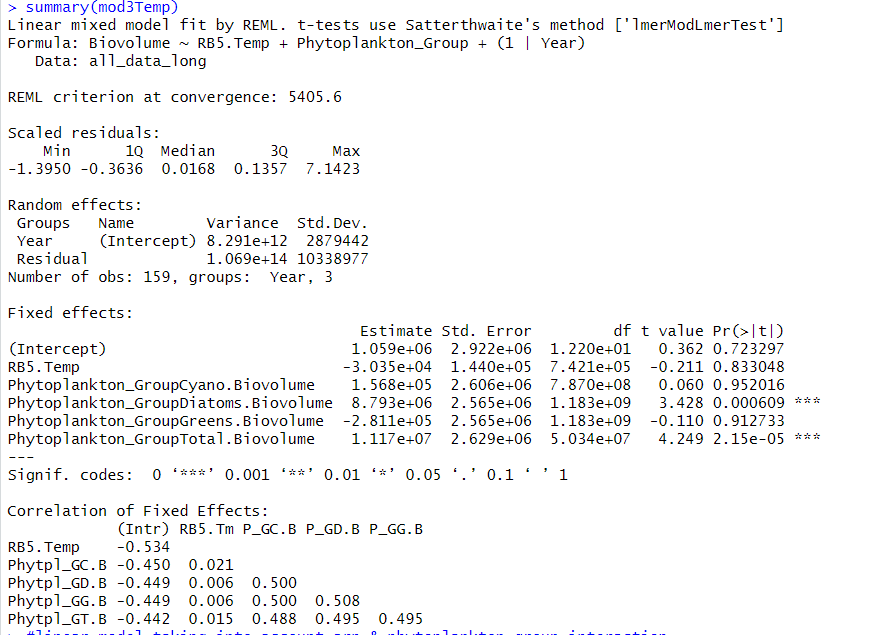 > summary(mod3Temp)
Linear mixed model fit by REML. t-tests use Satterthwaite's method ['lmerModLmerTest']
Formula: Biovolume ~ RB5.Temp + Phytoplankton_Group + (1 | Year)
   Data: all_data_long

REML criterion at convergence: 5405.6

Scaled residuals: 
    Min      1Q  Median      3Q     Max 
-1.3950 -0.3636  0.0168  0.1357  7.1423 

Random effects:
 Groups   Name        Variance  Std.Dev.
 Year     (Intercept) 8.291e+12  2879442
 Residual             1.069e+14 10338977
Number of obs: 159, groups:  Year, 3

Fixed effects:
                                    Estimate Std. Error         df t value Pr(>|t|)
(Intercept)                        1.059e+06  2.922e+06  1.220e+01   0.362 0.723297
RB5.Temp                          -3.035e+04  1.440e+05  7.421e+05  -0.211 0.833048
Phytoplankton_GroupCyano.Biovolume    1.568e+05  2.606e+06  7.870e+08   0.060 0.952016
Phytoplankton_GroupDiatoms.Biovolume  8.793e+06  2.565e+06  1.183e+09   3.428 0.000609 ***
Phytoplankton_GroupGreens.Biovolume  -2.811e+05  2.565e+06  1.183e+09  -0.110 0.912733
Phytoplankton_GroupTotal.Biovolume    1.117e+07  2.629e+06  5.034e+07   4.249 2.15e-05 ***
---
Signif. codes:  0 ‘***’ 0.001 ‘**’ 0.01 ‘*’ 0.05 ‘.’ 0.1 ‘ ’ 1

Correlation of Fixed Effects:
            (Intr) RB5.Tm P_GC.B P_GD.B P_GG.B
RB5.Temp    -0.534
Phytpl_GC.B -0.450  0.021
Phytpl_GD.B -0.449  0.006  0.500
Phytpl_GG.B -0.449  0.006  0.500  0.508
Phytpl_GT.B -0.442  0.015  0.488  0.495  0.495